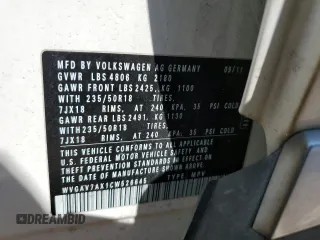 MFD BY VOLKSWAGEN AG GERMANY
GVWR LBS 4806 KG 2180
GAWR FRONT LBS 2425, KG 1100
WITH 235/50R18 TIRES,
7JX18 RIMS, AT 240 KPA, 35 PSI COLD
GAWR REAR LBS 2491, KG 1130
WITH 235/50R18 TIRES,
7JX18 RIMS, AT 240 KPA, 35 PSI COLD
THIS VEHICLE CONFORMS TO ALL APPLICABLE
U.S. FEDERAL MOTOR VEHICLE SAFETY, BUMPER AND
THEFT PREVENTION STANDARDS IN EFFECT
ON THE DATE OF MANUFACTURE SHOWN ABOVE.
TYPE: MPV
DREAMBID